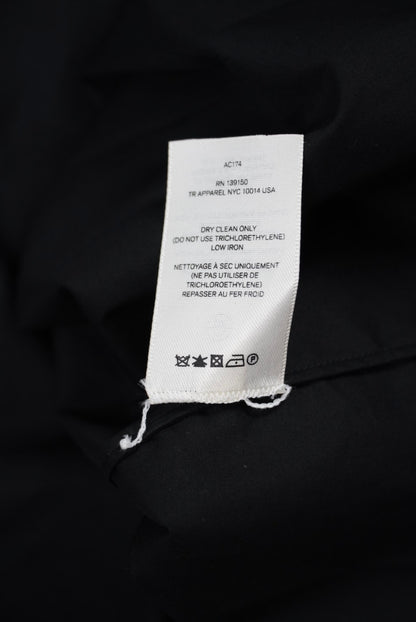 AC174
RN 139150
TR APPAREL NYC 10014 USA
DRY CLEAN ONLY
(DO NOT USE TRICHLORETHYLENE)
LOW IRON
NETTOYAGE À SEC UNIQUEMENT
(NE PAS UTILISER DE
TRICHLOROETHYLENE)
REPASSER AU FER FROID